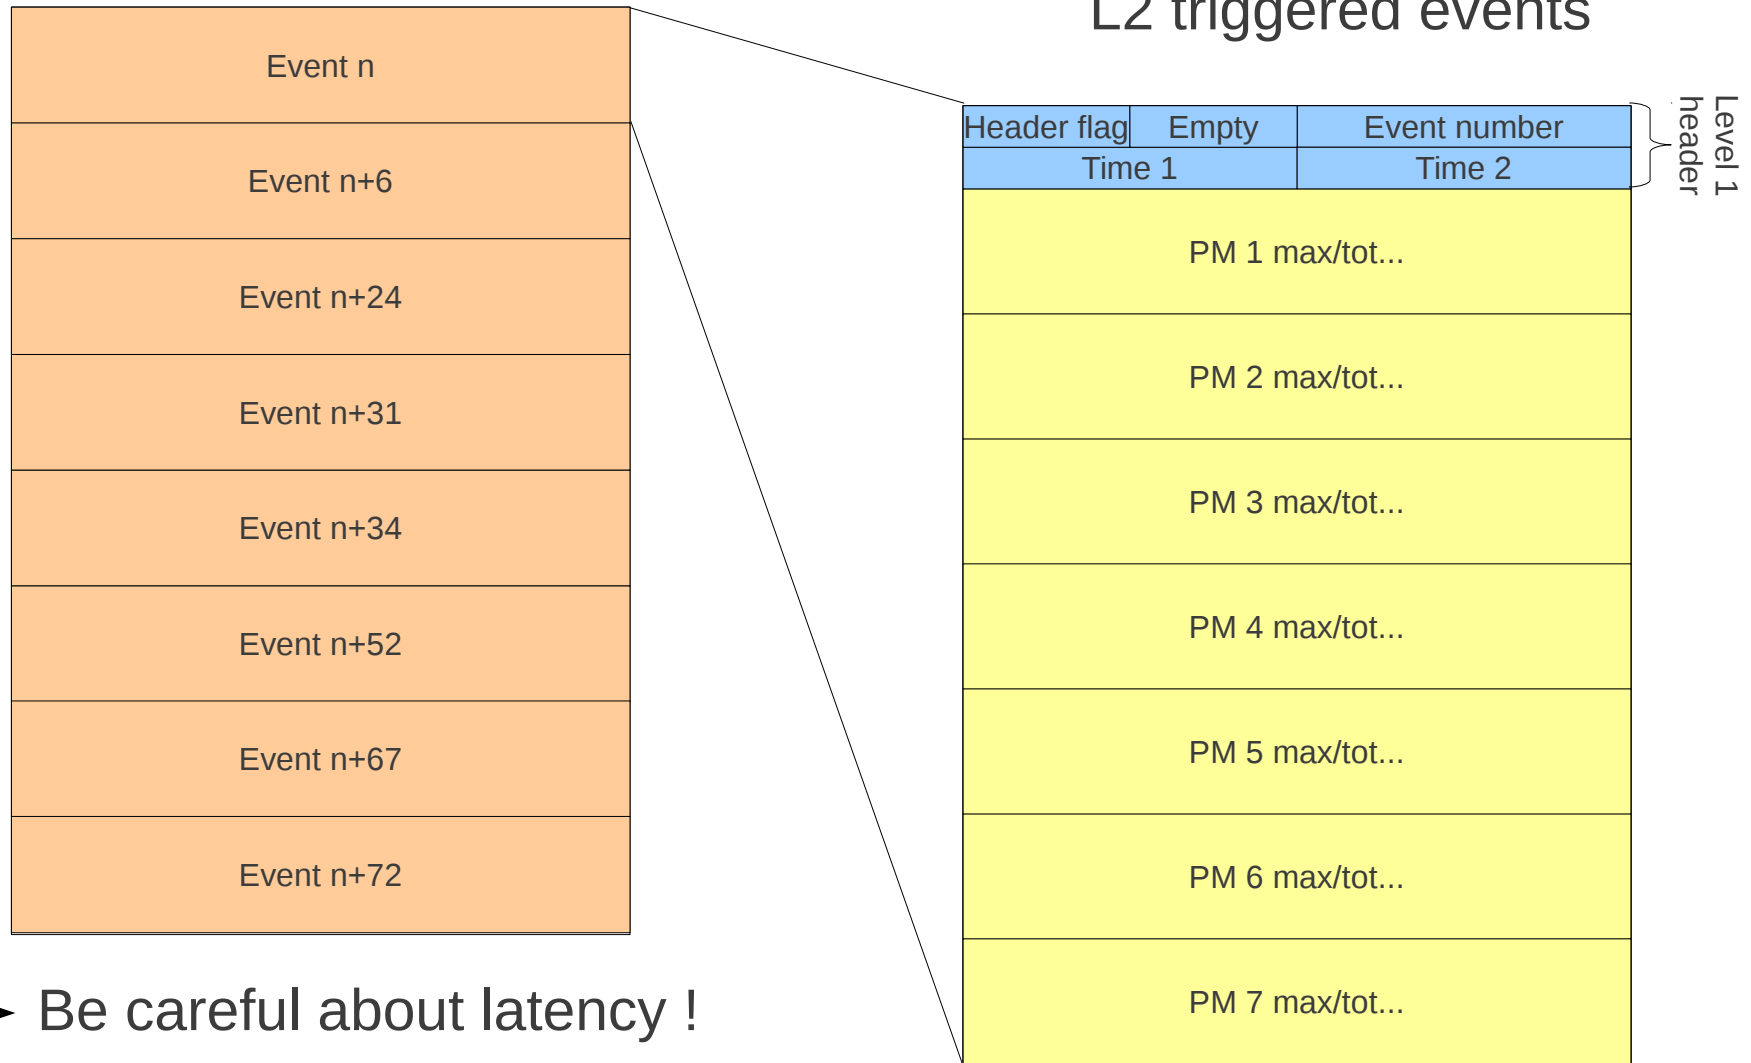 L2 triggered events
Event n
Event n+6
Event n+24
Event n+31
Event n+34
Event n+52
Event n+67
Event n+72
Header flag Empty Event number
Time 1 Time 2
Level 1
header
PM 1 max/tot...
PM 2 max/tot...
PM 3 max/tot...
PM 4 max/tot...
PM 5 max/tot...
PM 6 max/tot...
PM 7 max/tot...
Be careful about latency !